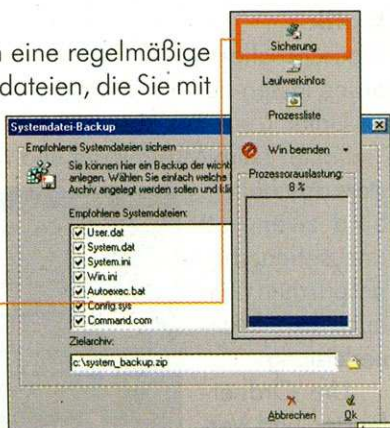 n eine regelmäßige
dateien, die Sie mit
Sicherung
Laufwerkinfos
Prozessliste
Win beenden
Prozessorauslastung:
8 %
Systemdatei-Backup
Empfohlene Systemdateien sichern
Sie können hier ein Backup der wicht
anlegen. Wählen Sie einfach welche
Archiv angelegt werden sollen und kli
Empfohlene Systemdateien:
User.dat
System.dat
System.ini
Win.ini
Autoexec.bat
Config.sys
Command.com
Zielarchiv:
c:\system_backup.zip
Abbrechen
Ok